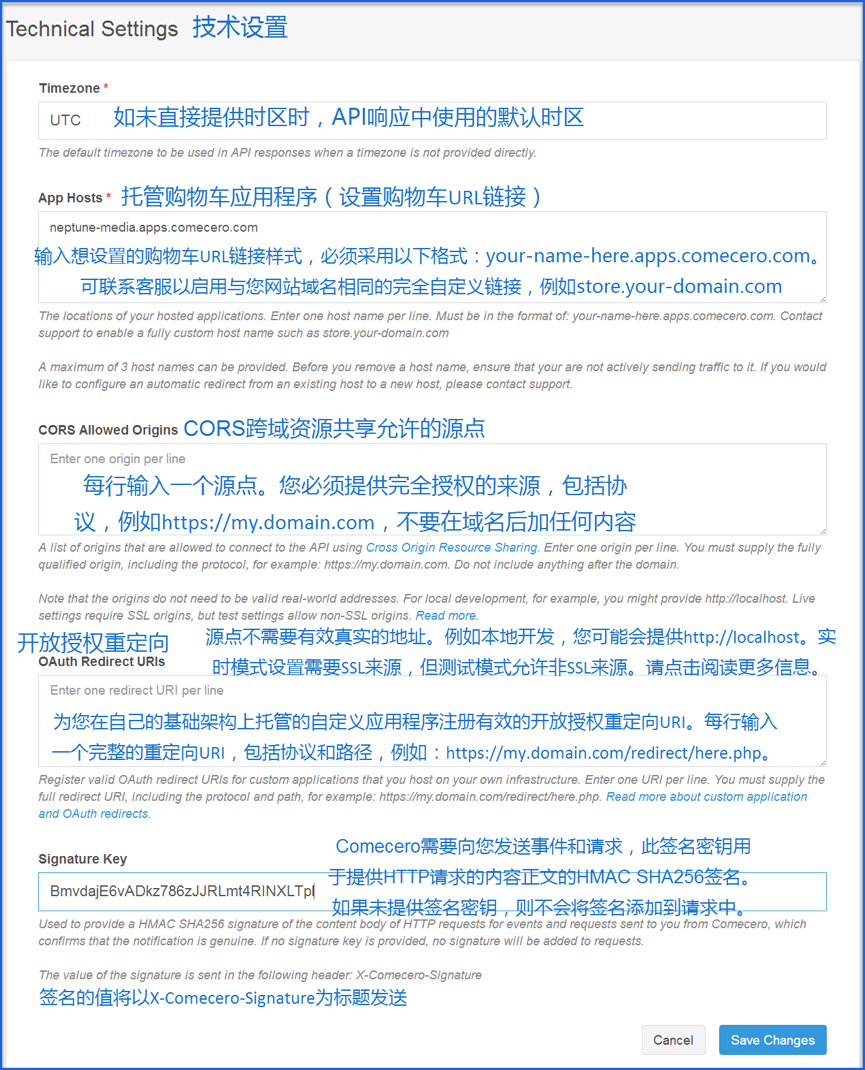 Technical Settings 技术设置
Timezone *
UTC 如未直接提供时区时，API响应中使用的默认时区
The default timezone to be used in API responses when a timezone is not provided directly.
App Hosts * 托管购物车应用程序（设置购物车URL链接）
neptune-media.apps.comecero.com
输入想设置的购物车URL链接样式，必须采用以下格式：your-name-here.apps.comecero.com。
可联系客服以启用与您网站域名相同的完全自定义链接，例如store.your-domain.com
The locations of your hosted applications. Enter one host name per line. Must be in the format of: your-name-here.apps.comecero.com. Contact
support to enable a fully custom host name such as store.your-domain.com
A maximum of 3 host names can be provided. Before you remove a host name, ensure that your are not actively sending traffic to it. If you would
like to configure an automatic redirect from an existing host to a new host, please contact support.
CORS Allowed Origins CORS跨域资源共享允许的源点
Enter one origin per line
每行输入一个源点。您必须提供完全授权的来源，包括协
议，例如https://my.domain.com，不要在域名后加任何内容
A list of origins that are allowed to connect to the API using Cross Origin Resource Sharing. Enter one origin per line. You must supply the fully
qualified origin, including the protocol, for example: https://my.domain.com. Do not include anything after the domain.
Note that the origins do not need to be valid real-world addresses. For local development, for example, you might provide http://localhost. Live
settings require SSL origins, but test settings allow non-SSL origins. Read more.
源点不需要有效真实的地址。例如本地开发，您可能会提供http://localhost。实
时模式设置需要SSL来源，但测试模式允许非SSL来源。请点击阅读更多信息。
开放授权重定向
OAuth Redirect URIs
Enter one redirect URI per line
为您在自己的基础架构上托管的自定义应用程序注册有效的开放授权重定向URI。每行输入
一个完整的重定向URI，包括协议和路径，例如：https://my.domain.com/redirect/here.php。
Register valid OAuth redirect URIs for custom applications that you host on your own infrastructure. Enter one URI per line. You must supply the
full redirect URI, including the protocol and path, for example: https://my.domain.com/redirect/here.php. Read more about custom application
and OAuth redirects.
Signature Key
Comecero需要向您发送事件和请求，此签名密钥用
于提供HTTP请求的内容正文的HMAC SHA256签名。
如果未提供签名密钥，则不会将签名添加到请求中。
BmvdajE6vADkz786zJJRLmt4RINXLTpl
Used to provide a HMAC SHA256 signature of the content body of HTTP requests for events and requests sent to you from Comecero, which
confirms that the notification is genuine. If no signature key is provided, no signature will be added to requests.
The value of the signature is sent in the following header: X-Comecero-Signature
签名的值将以X-Comecero-Signature为标题发送
Cancel Save Changes